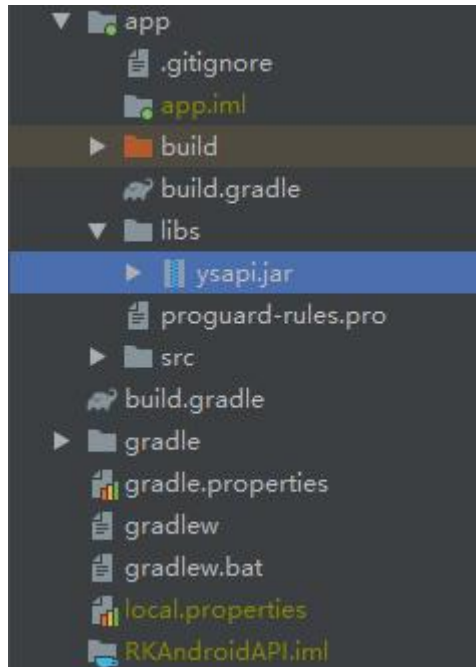 app
.gitignore
app.iml
build
build.gradle
libs
ysapi.jar
proguard-rules.pro
src
build.gradle
gradle
gradle.properties
gradlew
gradlew.bat
local.properties
RKAndroidAPI.iml